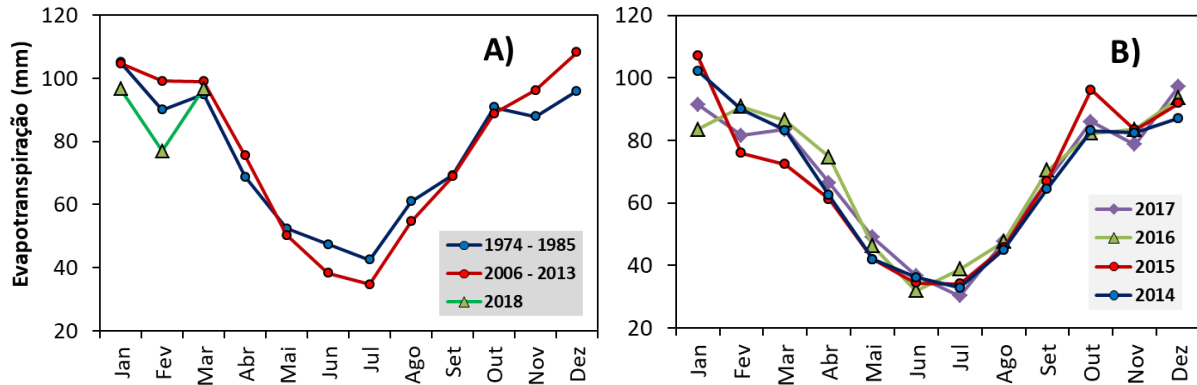 Evapotranspiração (mm)
120
100
80
60
40
20
A)
1974 - 1985
2006 - 2013
2018
Jan
Fev
Mar
Abr
Mai
Jun
Jul
Ago
Set
Out
Nov
Dez
120
100
80
60
40
20
B)
2017
2016
2015
2014
Jan
Fev
Mar
Abr
Mai
Jun
Jul
Ago
Set
Out
Nov
Dez